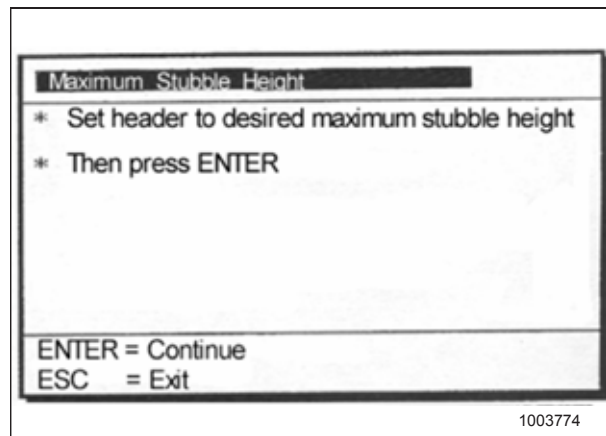 Maximum Stubble Height
* Set header to desired maximum stubble height
* Then press ENTER
ENTER = Continue
ESC = Exit
1003774